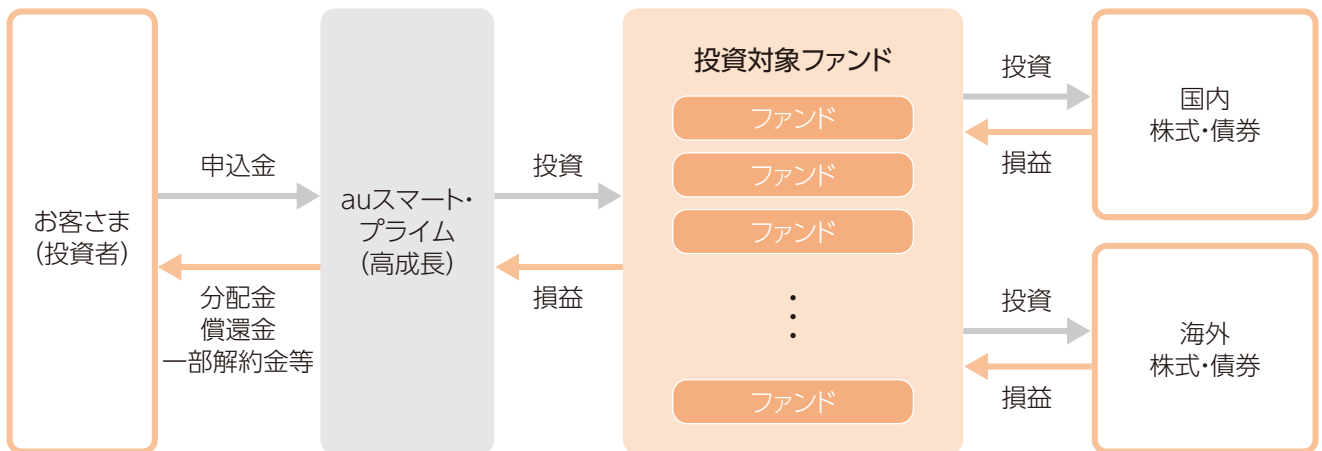 お客さま
(投資者)
申込金
分配金
償還金
一部解約金等
auスマート・
プライム
(高成長)
投資
損益
投資対象ファンド
ファンド
ファンド
ファンド
ファンド
投資
損益
国内
株式・債券
投資
損益
海外
株式・債券